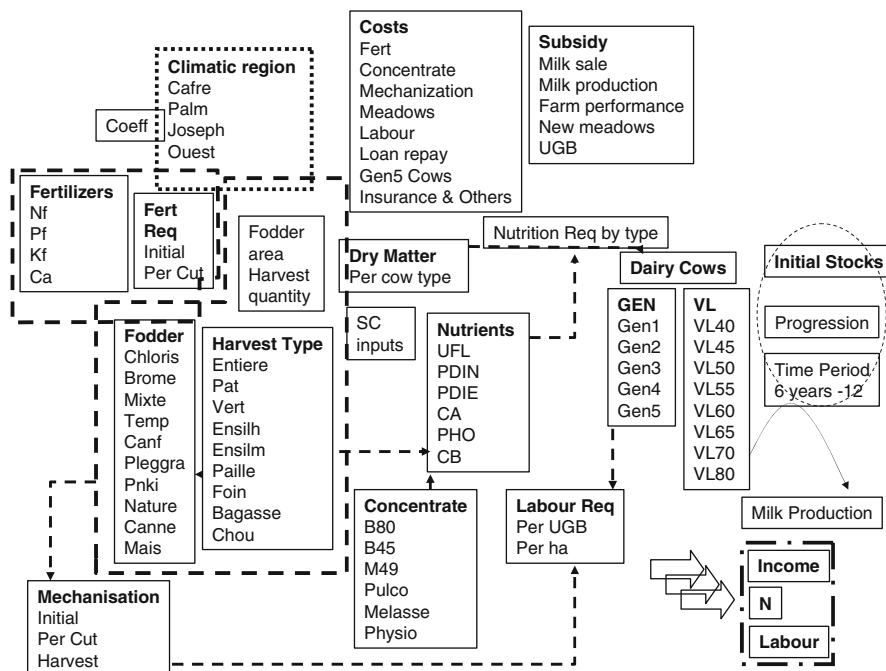 Costs
Fert
Concentrate
Mechanization
Meadows
Labour
Loan repay
Gen5 Cows
Insurance & Others
Subsidy
Milk sale
Milk production
Farm performance
New meadows
UGB
Climatic region
Cafre
Palm
Joseph
Ouest
Coeff
Fertilizers
Nf
Pf
Kf
Ca
Fert
Req
Initial
Per Cut
Fodder
area
Harvest
quantity
Dry Matter
Per cow type
Nutrition Req by type
Dairy Cows
Initial Stocks
Progression
Time Period
6 years -12
GEN
Gen1
Gen2
Gen3
Gen4
Gen5
VL
VL40
VL45
VL50
VL55
VL60
VL65
VL70
VL80
SC
inputs
Nutrients
UFL
PDIN
PDIE
CA
PHO
CB
Fodder
Chloris
Brome
Mixte
Temp
Canf
Pleggra
Pnki
Nature
Canne
Mais
Harvest Type
Entiere
Pat
Vert
Ensilh
Ensilm
Paille
Foin
Bagasse
Chou
Concentrate
B80
B45
M49
Pulco
Melasse
Physio
Labour Req
Per UGB
Per ha
Milk Production
Income
N
Labour
Mechanisation
Initial
Per Cut
Harvest